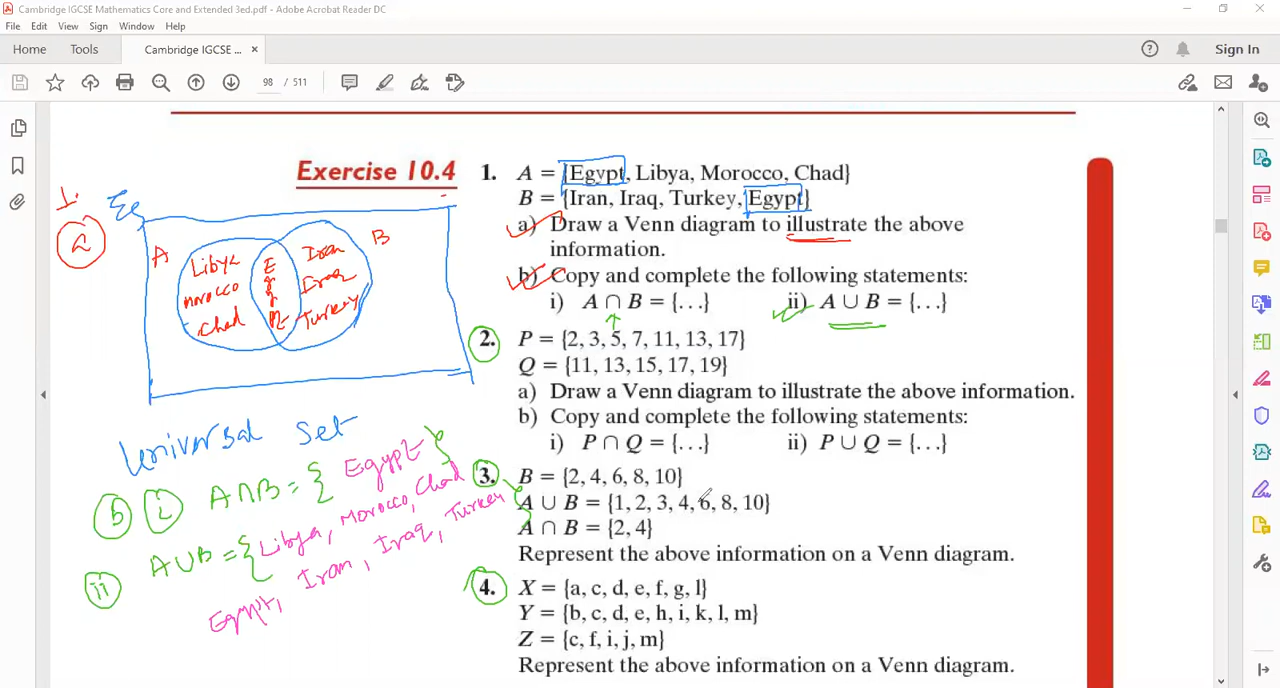 Cambridge IGCSE Mathematics Core and Extended 3ed.pdf - Adobe Acrobat Reader DC
File Edit View Sign Window Help
Home Tools Cambridge IGCSE ... × Sign In
98 / 511
Exercise 10.4
1. A = {Egypt, Libya, Morocco, Chad}
B = {Iran, Iraq, Turkey, Egypt}
a) Draw a Venn diagram to illustrate the above
information.
b) Copy and complete the following statements:
i) A ∩ B = {...} ii) A ∪ B = {...}
2. P = {2, 3, 5, 7, 11, 13, 17}
Q = {11, 13, 15, 17, 19}
a) Draw a Venn diagram to illustrate the above information.
b) Copy and complete the following statements:
i) P ∩ Q = {...} ii) P ∪ Q = {...}
3. B = {2, 4, 6, 8, 10}
A ∪ B = {1, 2, 3, 4, 6, 8, 10}
A ∩ B = {2, 4}
Represent the above information on a Venn diagram.
4. X = {a, c, d, e, f, g, l}
Y = {b, c, d, e, h, i, k, l, m}
Z = {c, f, i, j, m}
Represent the above information on a Venn diagram.
1.
a
A B
Libya
Morocco
Chad
Egypt
Iran
Iraq
Turkey
Universal Set
b i A∩B = { Egypt }
ii A∪B = { Libya, Morocco, Chad
Egypt, Iran, Iraq, Turkey